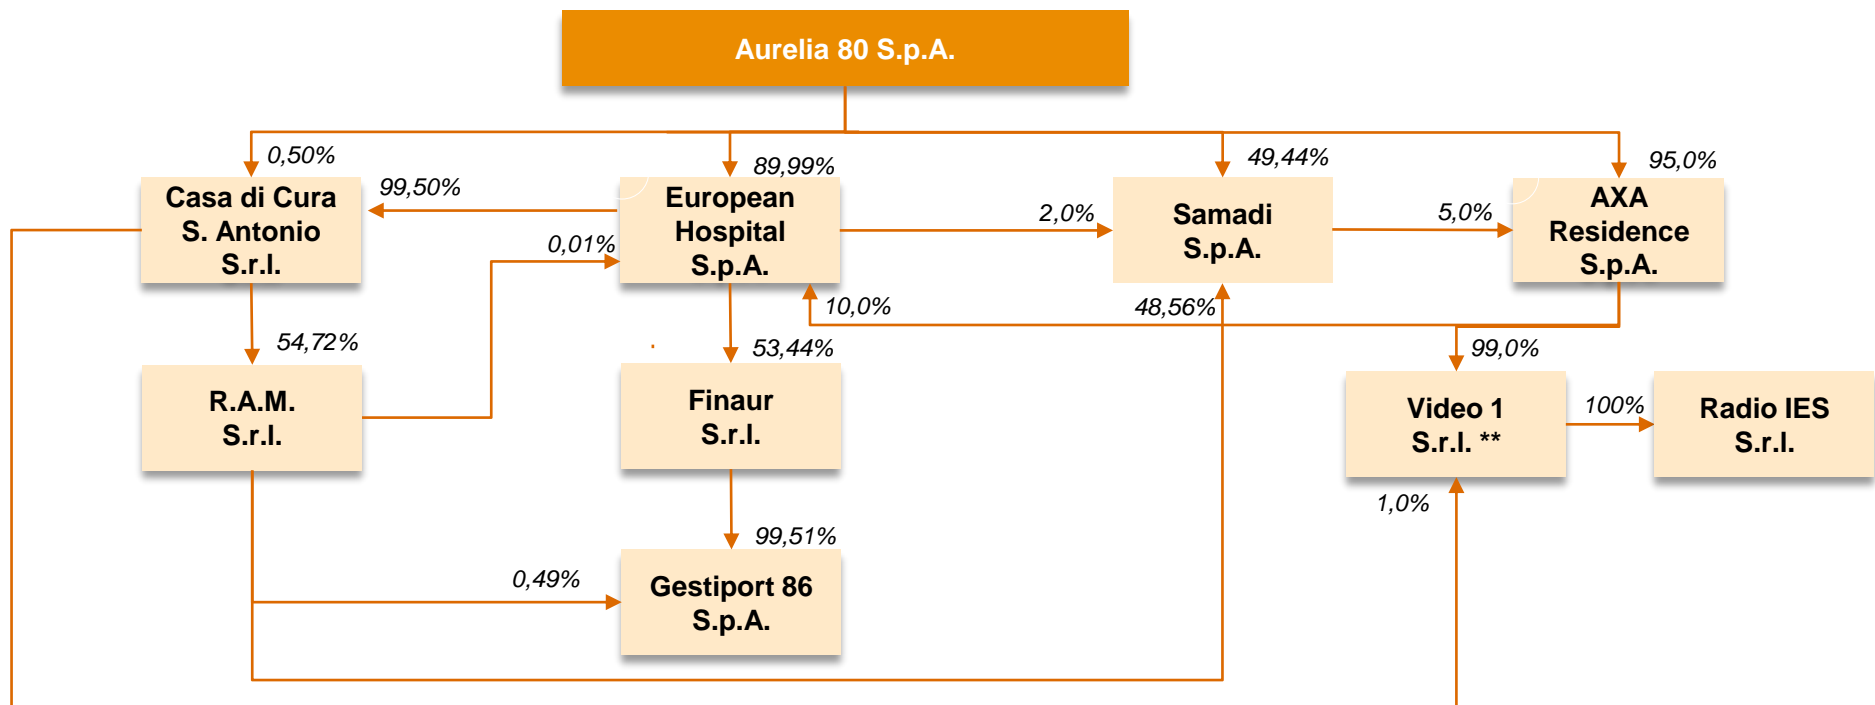 Aurelia 80 S.p.A.
0,50%
89,99%
49,44%
95,0%
Casa di Cura
S. Antonio
S.r.l.
99,50%
European
Hospital
S.p.A.
2,0%
Samadi
S.p.A.
5,0%
AXA
Residence
S.p.A.
0,01%
10,0%
48,56%
54,72%
53,44%
99,0%
R.A.M.
S.r.l.
Finaur
S.r.l.
Video 1
S.r.l. **
100%
Radio IES
S.r.l.
1,0%
99,51%
0,49%
Gestiport 86
S.p.A.